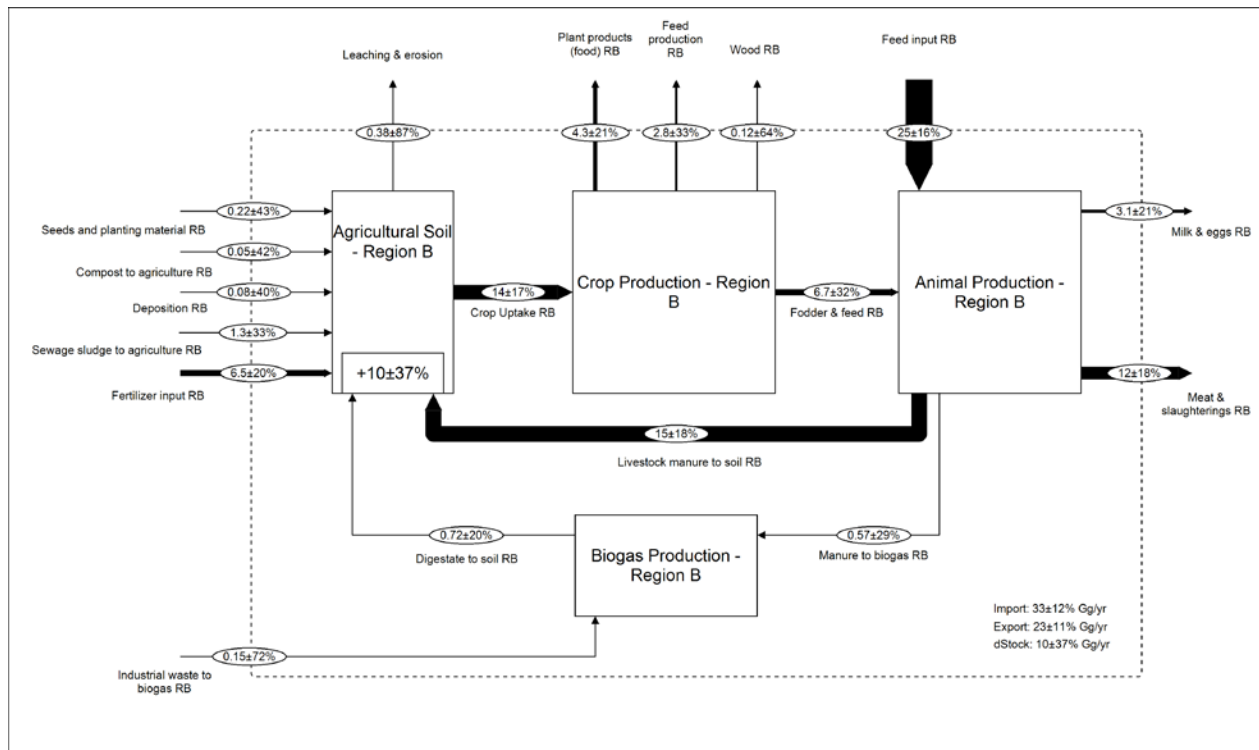 Plant products
(food) RB
Feed
production
RB
Wood RB
Feed input RB
Leaching & erosion
0.38±87%
4.3±21%
2.8±33%
0.12±64%
25±16%
0.22±43%
Seeds and planting material RB
0.05±42%
Compost to agriculture RB
0.08±40%
Deposition RB
1.3±33%
Sewage sludge to agriculture RB
6.5±20%
Fertilizer input RB
Agricultural Soil
- Region B
+10±37%
14±17%
Crop Uptake RB
Crop Production - Region
B
6.7±32%
Fodder & feed RB
Animal Production -
Region B
3.1±21%
Milk & eggs RB
12±18%
Meat &
slaughterings RB
15±18%
Livestock manure to soil RB
0.72±20%
Digestate to soil RB
Biogas Production -
Region B
0.57±29%
Manure to biogas RB
0.15±72%
Industrial waste to
biogas RB
Import: 33±12% Gg/yr
Export: 23±11% Gg/yr
dStock: 10±37% Gg/yr